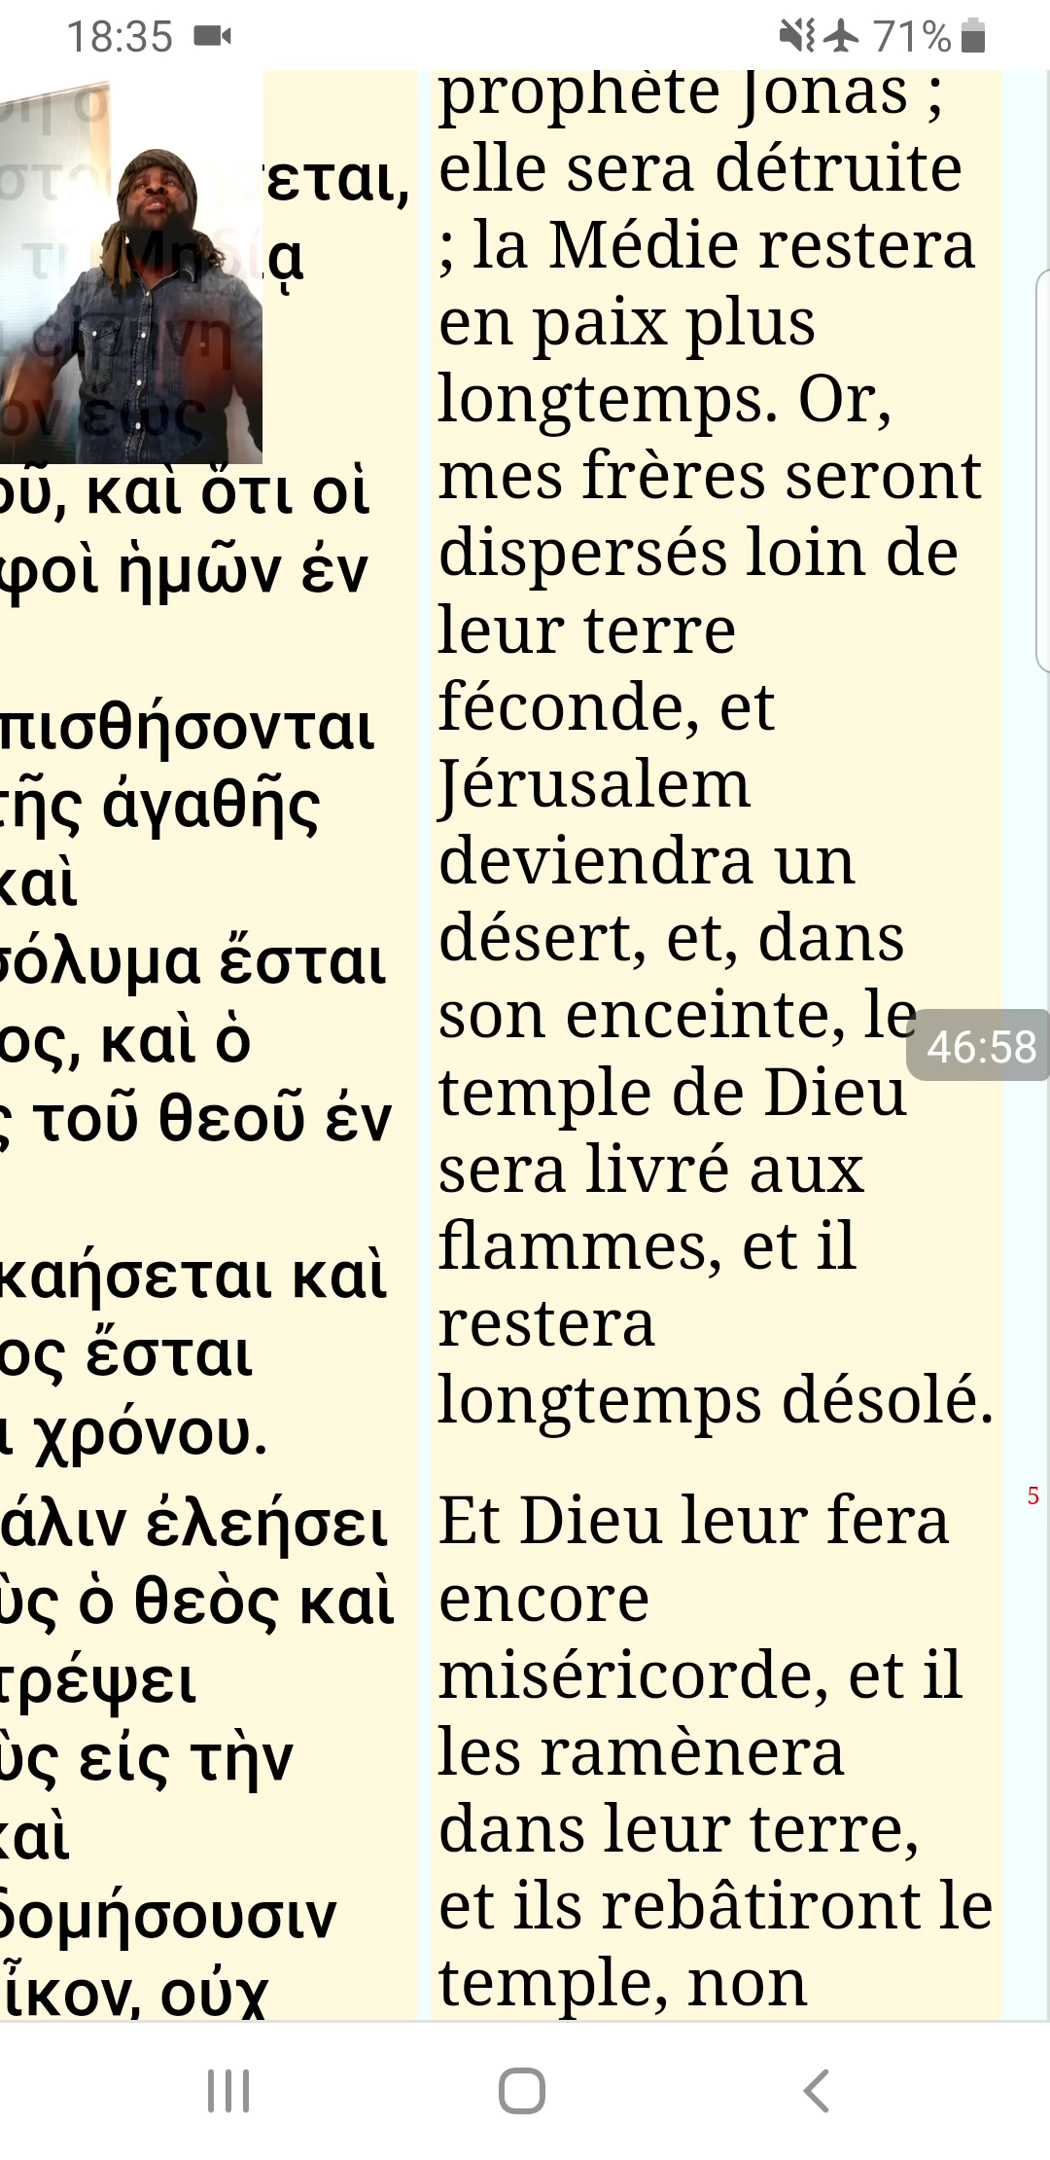 18:35
71%
εται,
ᾳ
οῦ, καὶ ὅτι οἱ
φοὶ ἡμῶν ἐν
πισθήσονται
τῆς ἀγαθῆς
καὶ
σόλυμα ἔσται
ος, καὶ ὁ
ς τοῦ θεοῦ ἐν
καήσεται καὶ
ος ἔσται
ι χρόνου.
άλιν ἐλεήσει
ὺς ὁ θεὸς καὶ
τρέψει
ὺς εἰς τὴν
καὶ
δομήσουσιν
οἶκον, οὐχ
prophète Jonas ;
elle sera détruite
; la Médie restera
en paix plus
longtemps. Or,
mes frères seront
dispersés loin de
leur terre
féconde, et
Jérusalem
deviendra un
désert, et, dans
son enceinte, le
temple de Dieu
sera livré aux
flammes, et il
restera
longtemps désolé.
5
Et Dieu leur fera
encore
miséricorde, et il
les ramènera
dans leur terre,
et ils rebâtiront le
temple, non
46:58